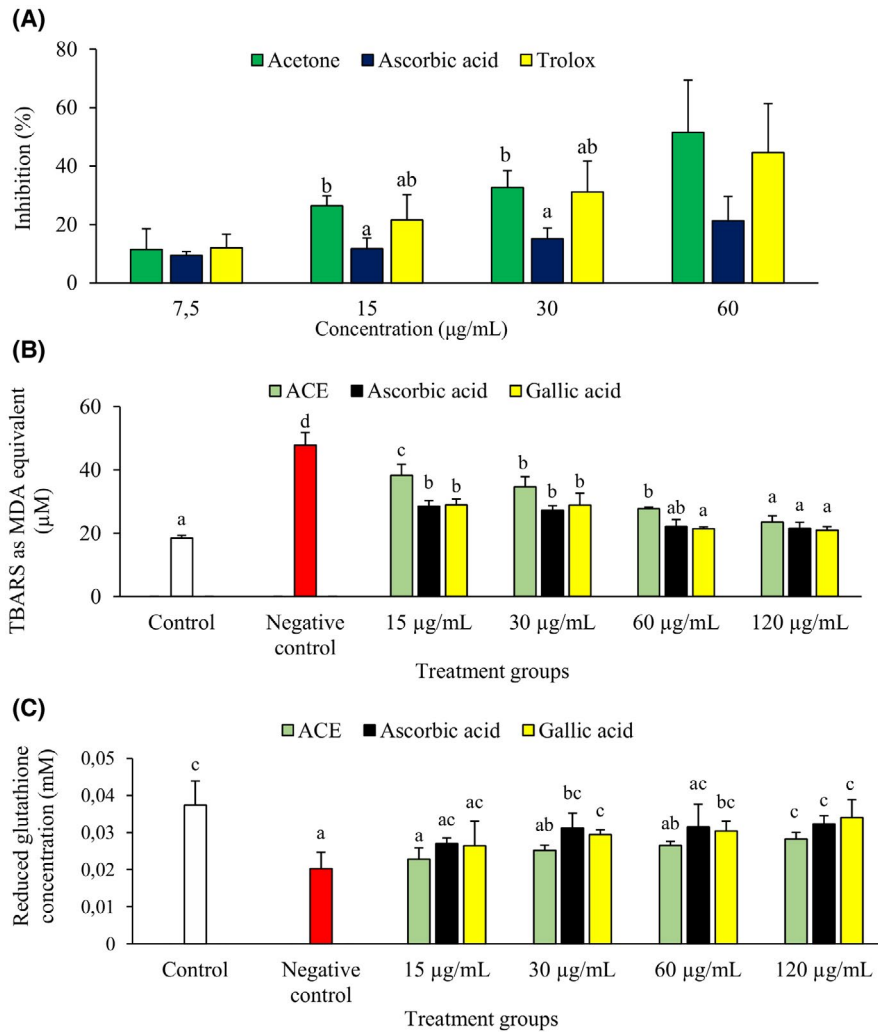 (A)
Acetone Ascorbic acid Trolox
Inhibition (%)
80
60
40
20
0
b a ab
b a ab
7,5 15 30 60
Concentration (μg/mL)
(B)
ACE Ascorbic acid Gallic acid
TBARS as MDA equivalent
(μM)
60
40
20
0
a d c b b b b b b ab a a a a
Control Negative control 15 μg/mL 30 μg/mL 60 μg/mL 120 μg/mL
Treatment groups
(C)
ACE Ascorbic acid Gallic acid
Reduced glutathione
concentration (mM)
0,05
0,04
0,03
0,02
0,01
0
c a a ac ac ab bc c ab ac bc c c c
Control Negative control 15 μg/mL 30 μg/mL 60 μg/mL 120 μg/mL
Treatment groups